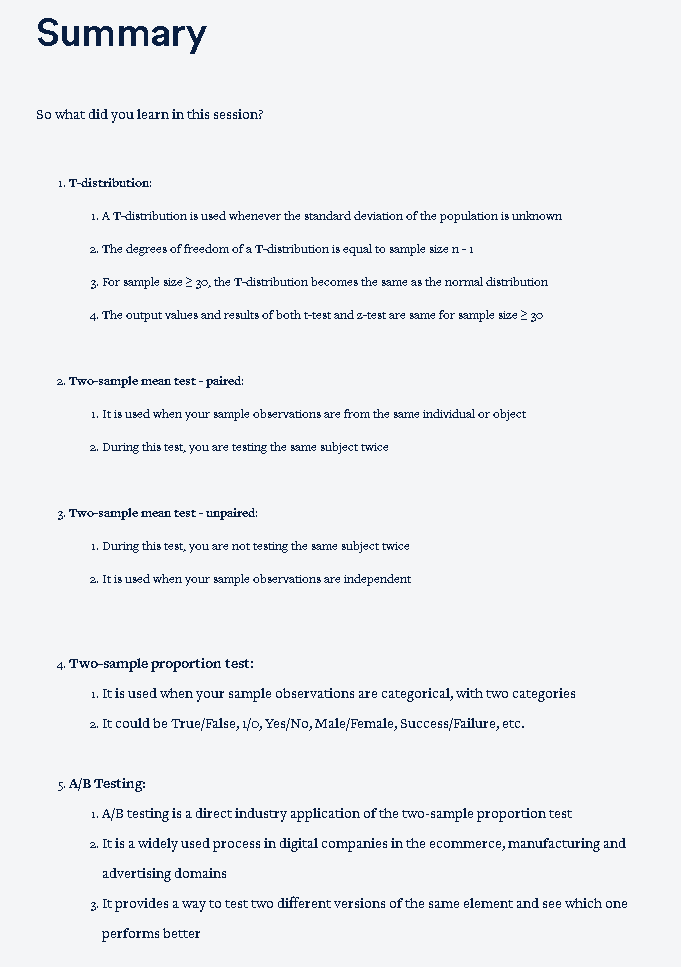 Summary
So what did you learn in this session?
1. T-distribution:
1. A T-distribution is used whenever the standard deviation of the population is unknown
2. The degrees of freedom of a T-distribution is equal to sample size n - 1
3. For sample size ≥ 30, the T-distribution becomes the same as the normal distribution
4. The output values and results of both t-test and z-test are same for sample size ≥ 30
2. Two-sample mean test - paired:
1. It is used when your sample observations are from the same individual or object
2. During this test, you are testing the same subject twice
3. Two-sample mean test - unpaired:
1. During this test, you are not testing the same subject twice
2. It is used when your sample observations are independent
4. Two-sample proportion test:
1. It is used when your sample observations are categorical, with two categories
2. It could be True/False, 1/0, Yes/No, Male/Female, Success/Failure, etc.
5. A/B Testing:
1. A/B testing is a direct industry application of the two-sample proportion test
2. It is a widely used process in digital companies in the ecommerce, manufacturing and
advertising domains
3. It provides a way to test two different versions of the same element and see which one
performs better